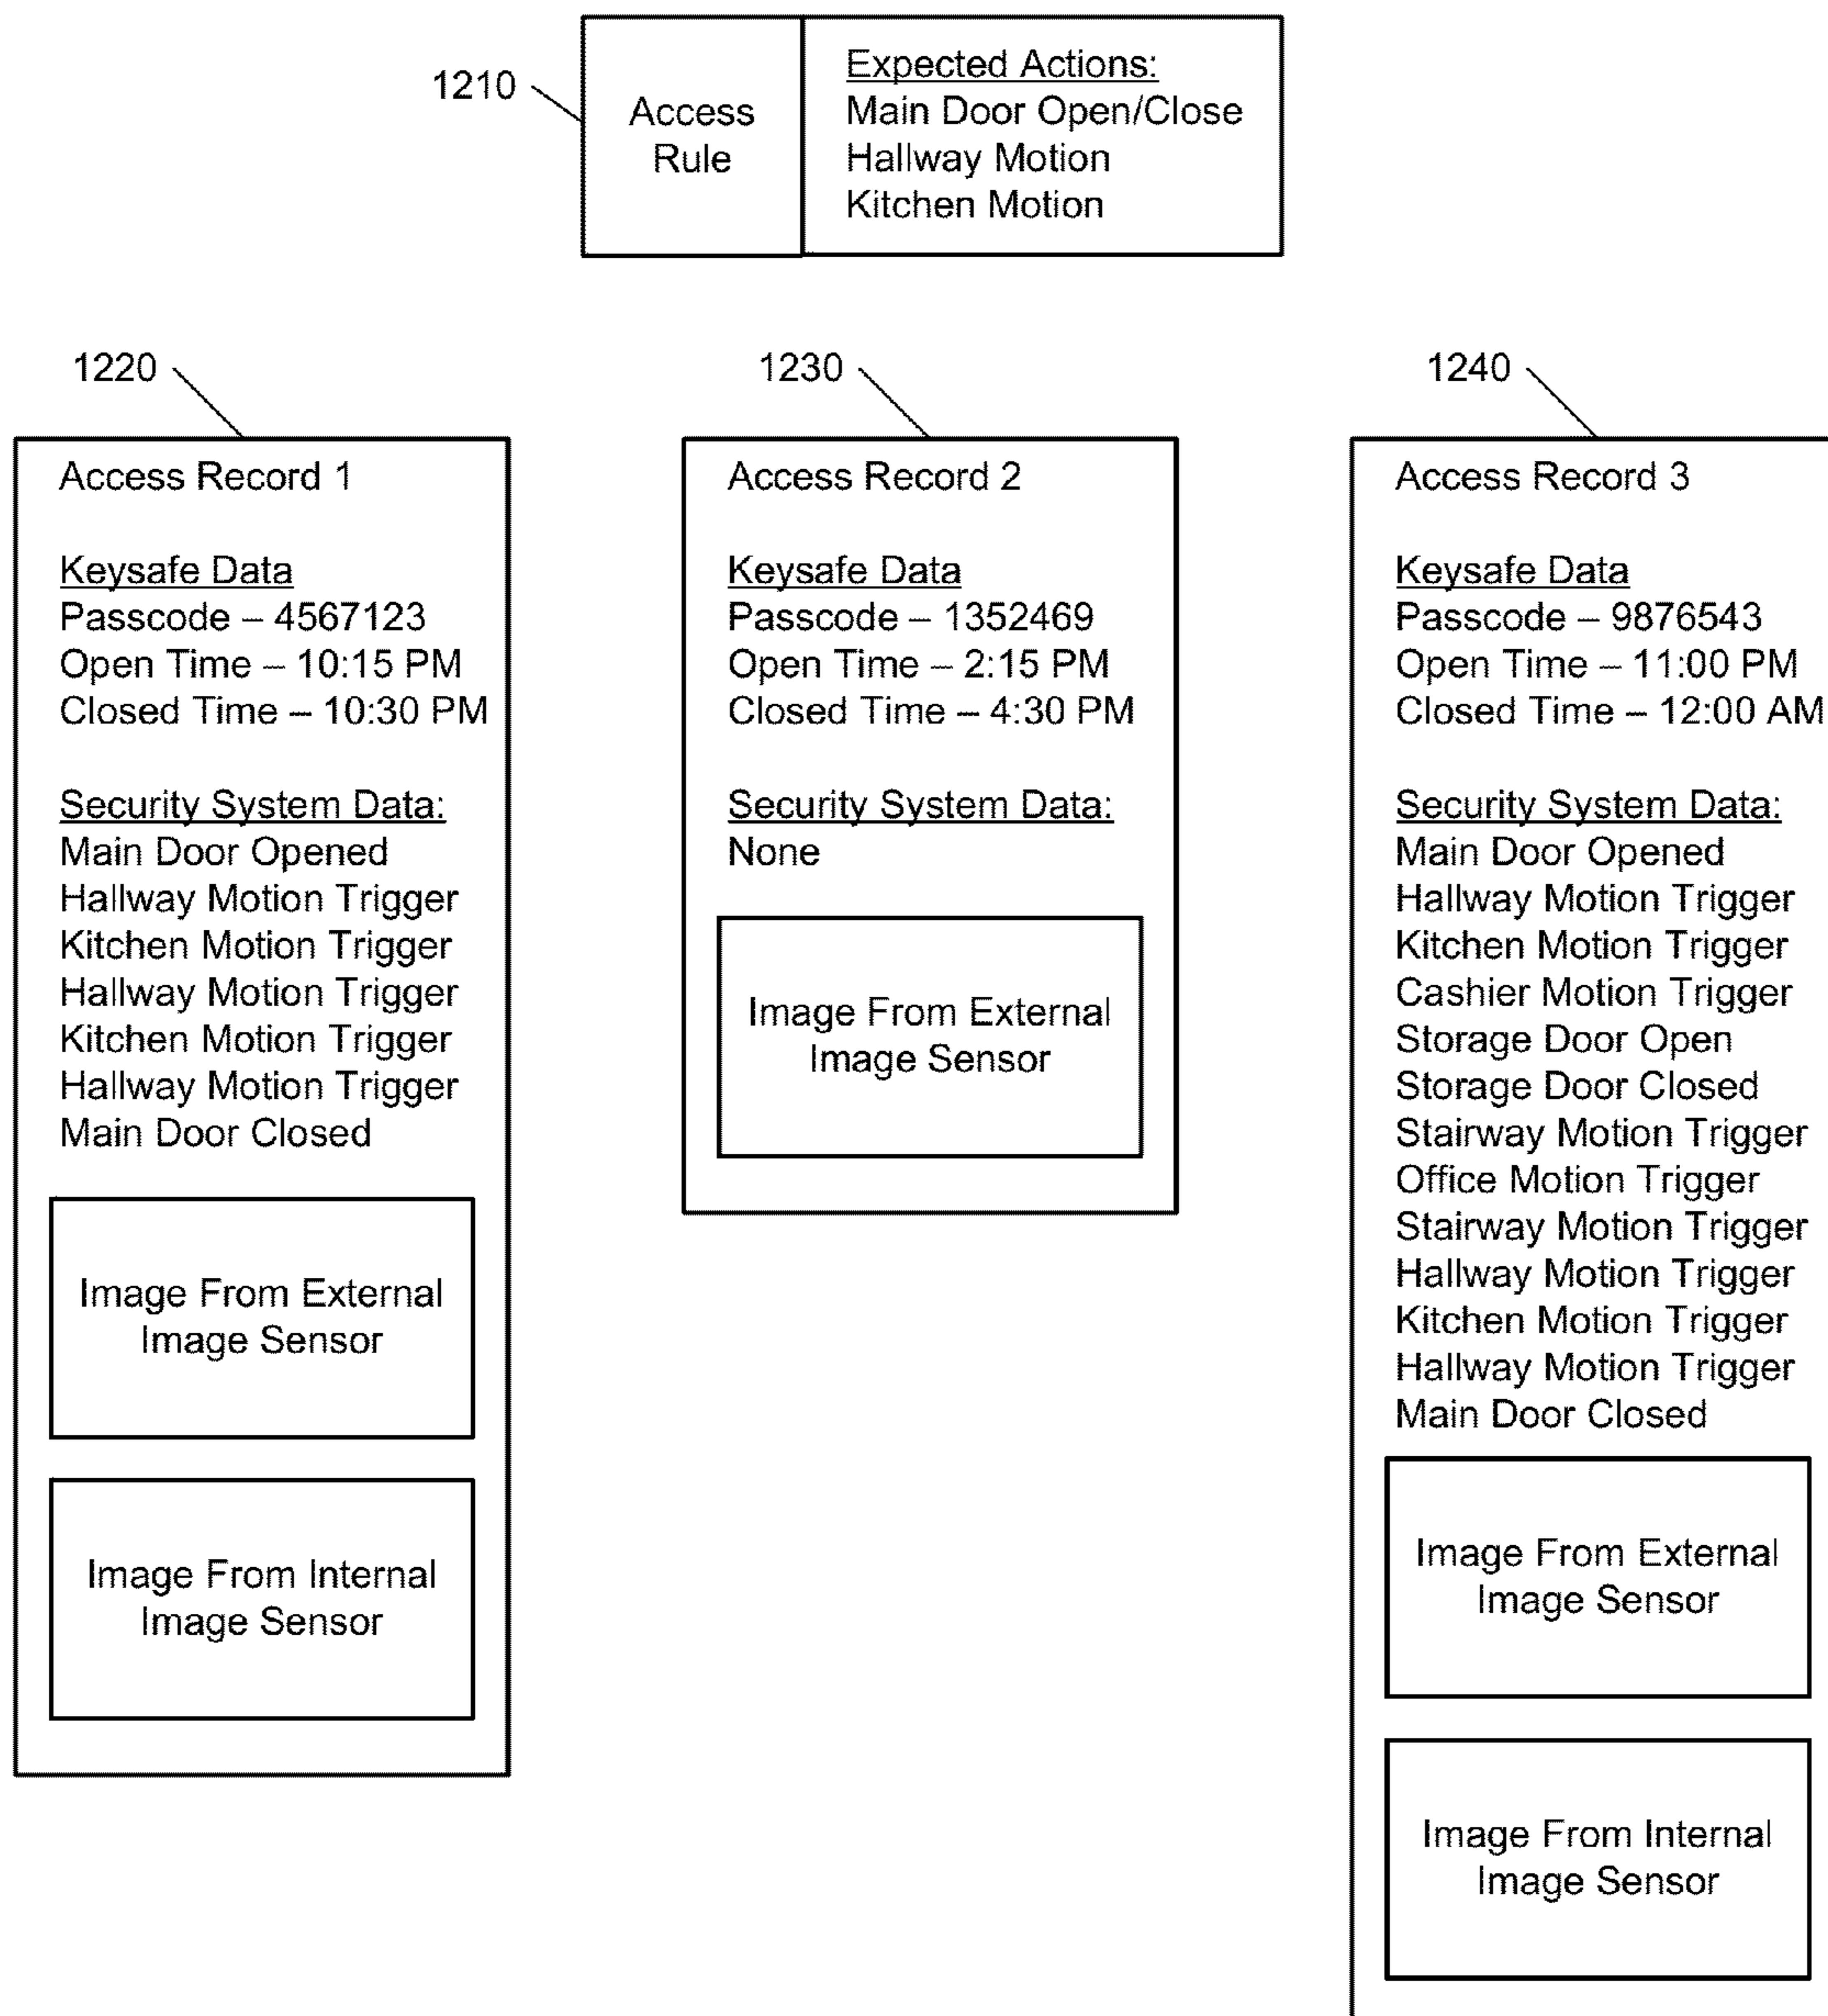 1210
Access
Rule
Expected Actions:
Main Door Open/Close
Hallway Motion
Kitchen Motion
1220
Access Record 1
Keysafe Data
Passcode – 4567123
Open Time – 10:15 PM
Closed Time – 10:30 PM
Security System Data:
Main Door Opened
Hallway Motion Trigger
Kitchen Motion Trigger
Hallway Motion Trigger
Kitchen Motion Trigger
Hallway Motion Trigger
Main Door Closed
Image From External
Image Sensor
Image From Internal
Image Sensor
1230
Access Record 2
Keysafe Data
Passcode – 1352469
Open Time – 2:15 PM
Closed Time – 4:30 PM
Security System Data:
None
Image From External
Image Sensor
1240
Access Record 3
Keysafe Data
Passcode – 9876543
Open Time – 11:00 PM
Closed Time – 12:00 AM
Security System Data:
Main Door Opened
Hallway Motion Trigger
Kitchen Motion Trigger
Cashier Motion Trigger
Storage Door Open
Storage Door Closed
Stairway Motion Trigger
Office Motion Trigger
Stairway Motion Trigger
Hallway Motion Trigger
Kitchen Motion Trigger
Hallway Motion Trigger
Main Door Closed
Image From External
Image Sensor
Image From Internal
Image Sensor